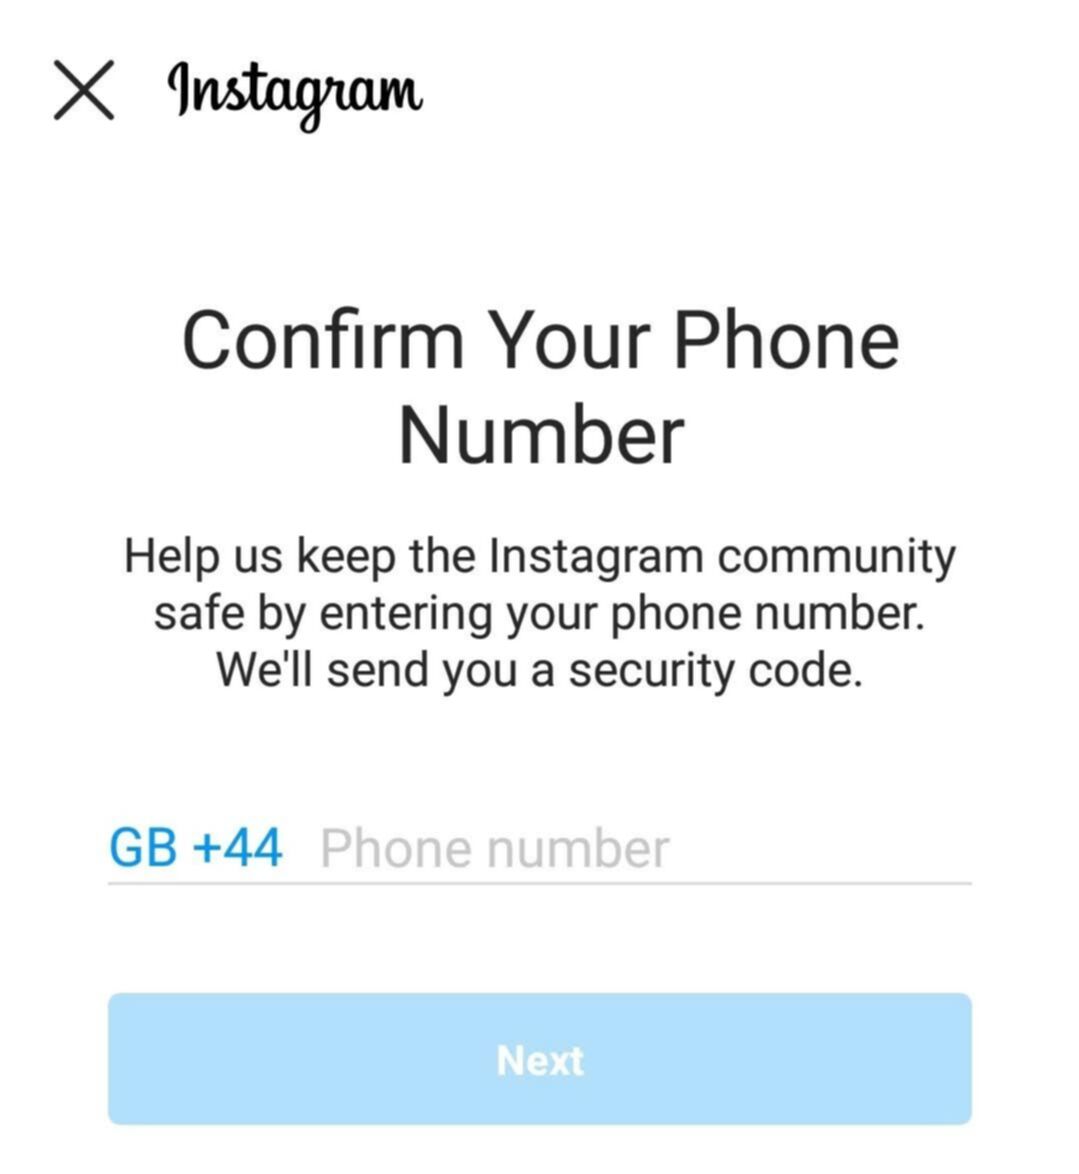 Instagram
Confirm Your Phone
Number
Help us keep the Instagram community
safe by entering your phone number.
We'll send you a security code.
GB +44 Phone number
Next